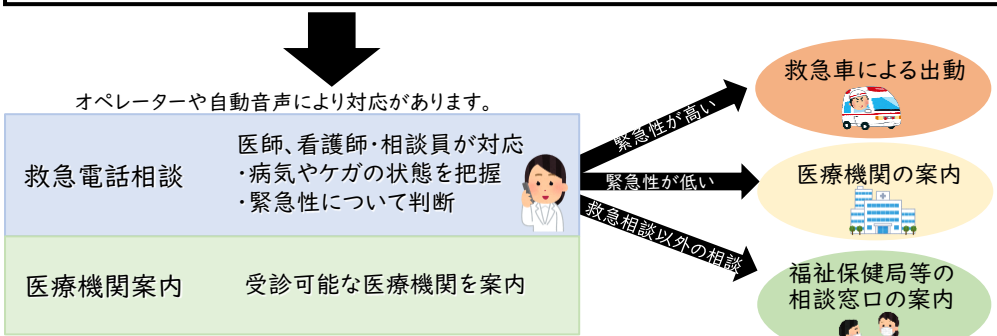 オペレーターや自動音声により対応があります。
救急電話相談
医師、看護師・相談員が対応
・病気やケガの状態を把握
・緊急性について判断
医療機関案内
受診可能な医療機関を案内
緊急性が高い
緊急性が低い
救急相談以外の相談
救急車による出動
医療機関の案内
福祉保健局等の
相談窓口の案内